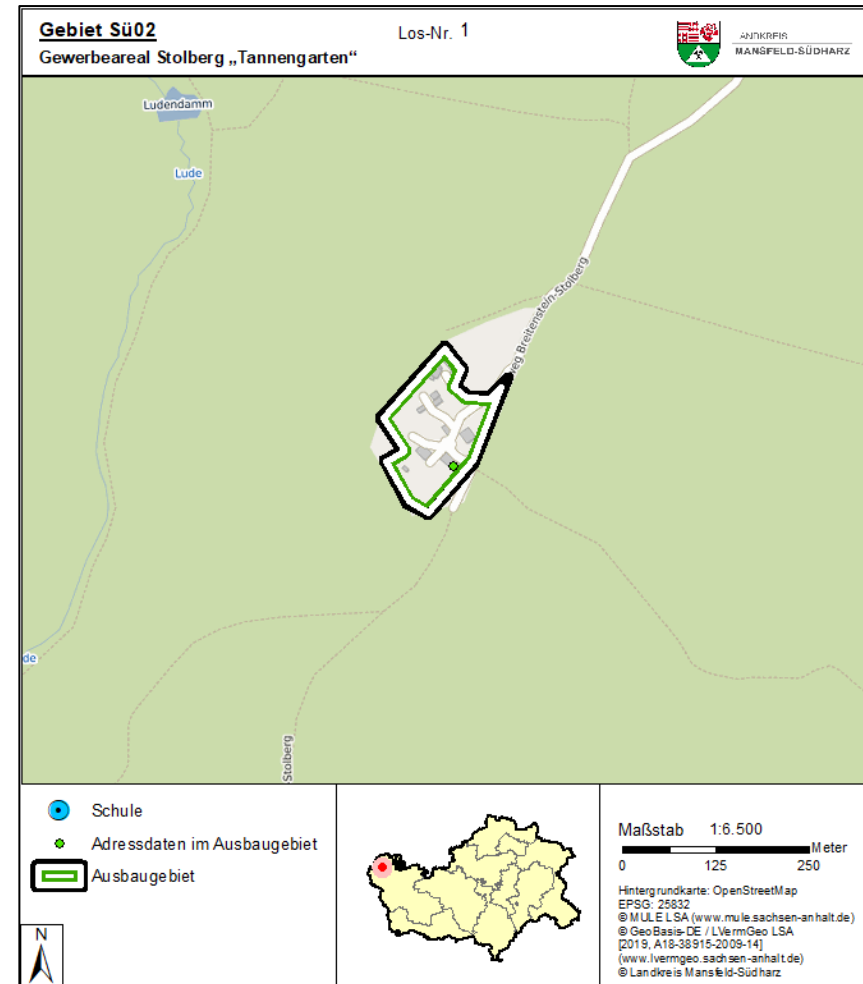 Gebiet Sü02
Los-Nr. 1
Gewerbeareal Stolberg „Tannengarten“
ANDKREIS
MANSFELD-SÜDHARZ
Ludendamm
Lude
eg Breitenstein-Stolberg
de
Stolberg
Schule
Adressdaten im Ausbaugebiet
Ausbaugebiet
N
Maßstab 1:6.500
Meter
0 125 250
Hintergrundkarte: OpenStreetMap
EPSG: 25832
© MULE LSA (www.mule.sachsen-anhalt.de)
© GeoBasis-DE / LVermGeo LSA
[2019, A18-38915-2009-14]
(www.lvermgeo.sachsen-anhalt.de)
© Landkreis Mansfeld-Südharz